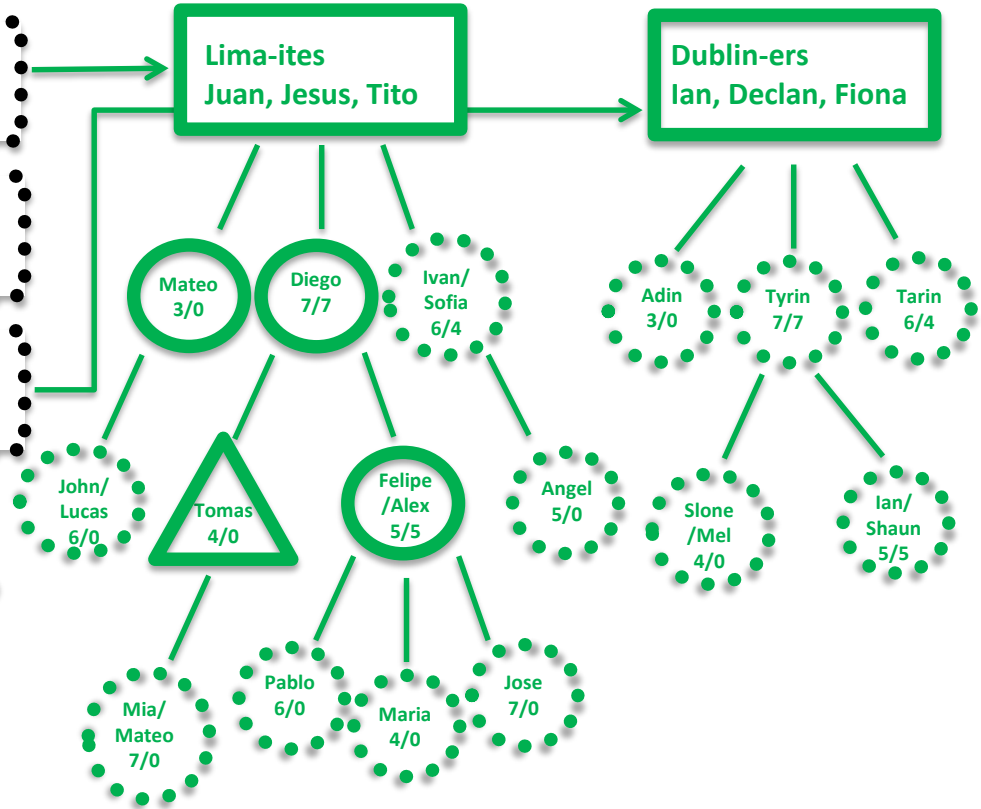 Lima-ites
Juan, Jesus, Tito
Dublin-ers
Ian, Declan, Fiona
Mateo
3/0
Diego
7/7
Ivan/
Sofia
6/4
Adin
3/0
Tyrin
7/7
Tarin
6/4
John/
Lucas
6/0
Tomas
4/0
Felipe
/Alex
5/5
Angel
5/0
Slone
/Mel
4/0
Ian/
Shaun
5/5
Mia/
Mateo
7/0
Pablo
6/0
Maria
4/0
Jose
7/0